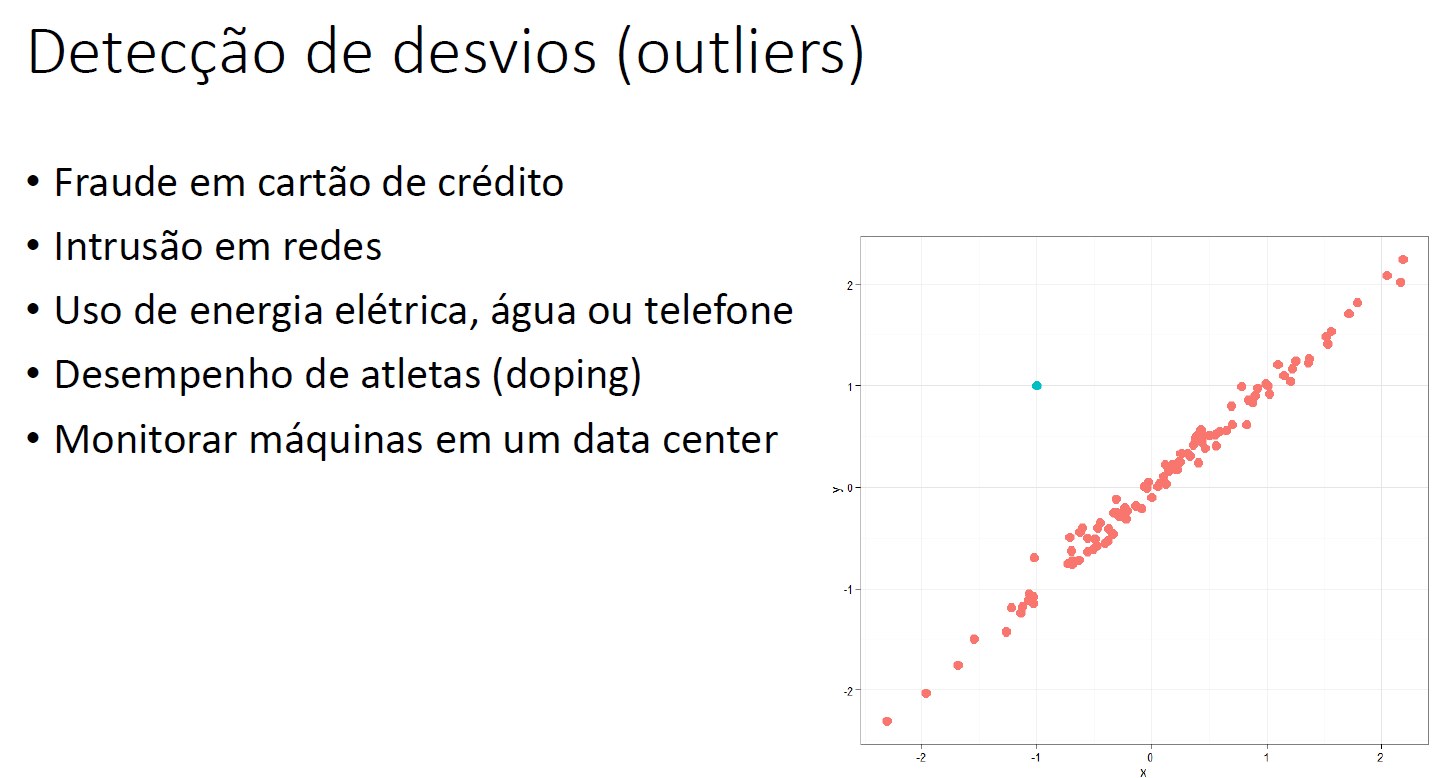 Detecção de desvios (outliers)
• Fraude em cartão de crédito
• Intrusão em redes
• Uso de energia elétrica, água ou telefone
• Desempenho de atletas (doping)
• Monitorar máquinas em um data center
2
1
0
-1
-2
y
-2 -1 0 1 2
x